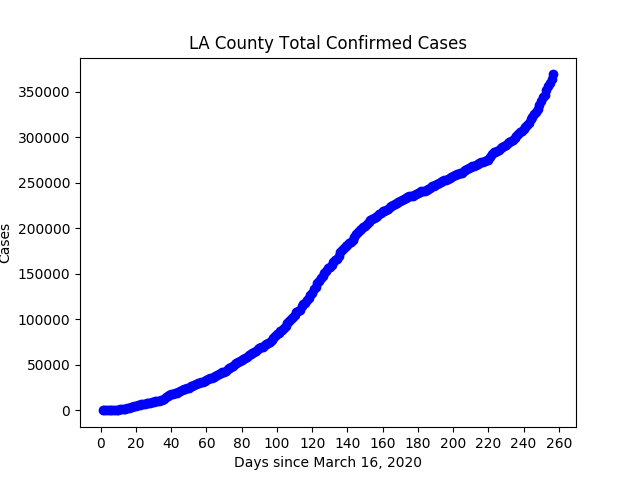 LA County Total Confirmed Cases
350000
300000
250000
200000
150000
100000
50000
0
Cases
0 20 40 60 80 100 120 140 160 180 200 220 240 260
Days since March 16, 2020